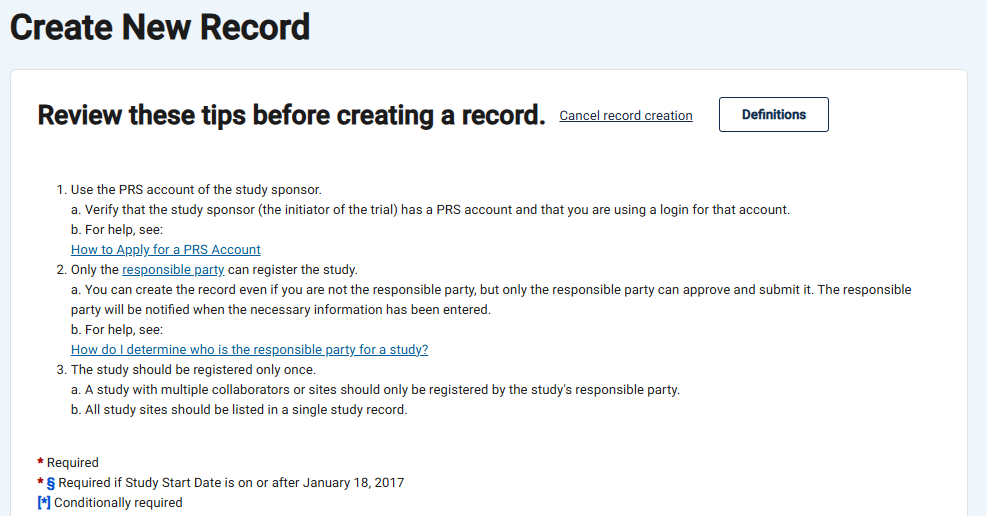 Create New Record
Review these tips before creating a record. Cancel record creation Definitions
1. Use the PRS account of the study sponsor.
a. Verify that the study sponsor (the initiator of the trial) has a PRS account and that you are using a login for that account.
b. For help, see:
How to Apply for a PRS Account
2. Only the responsible party can register the study.
a. You can create the record even if you are not the responsible party, but only the responsible party can approve and submit it. The responsible
party will be notified when the necessary information has been entered.
b. For help, see:
How do I determine who is the responsible party for a study?
3. The study should be registered only once.
a. A study with multiple collaborators or sites should only be registered by the study's responsible party.
b. All study sites should be listed in a single study record.
* Required
* § Required if Study Start Date is on or after January 18, 2017
[*] Conditionally required